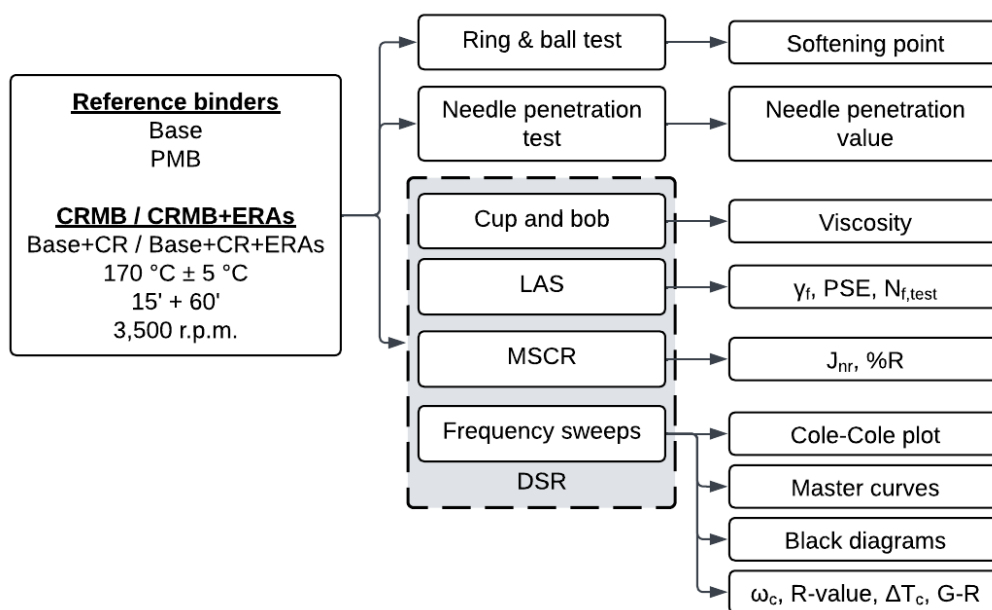 Reference binders
Base
PMB
CRMB / CRMB+ERAs
Base+CR / Base+CR+ERAs
170 °C ± 5 °C
15' + 60'
3,500 r.p.m.
Ring & ball test
Softening point
Needle penetration
test
Needle penetration
value
Cup and bob
Viscosity
LAS
γf, PSE, Nf,test
MSCR
Jnr, %R
Frequency sweeps
DSR
Cole-Cole plot
Master curves
Black diagrams
ωc, R-value, ΔTc, G-R